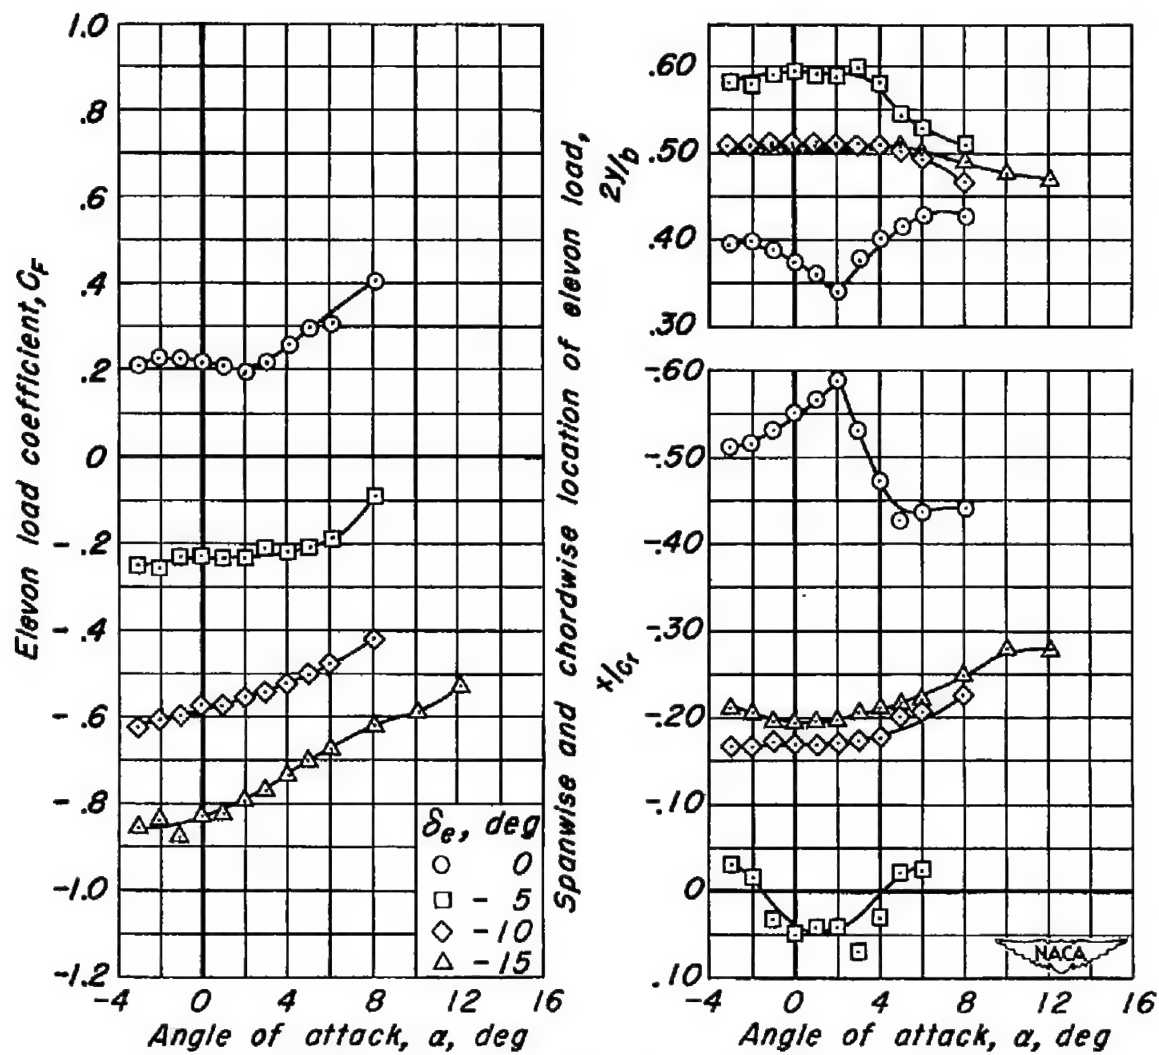 1.0
.8
.6
.4
.2
0
-.2
-.4
-.6
-.8
-1.0
-1.2
-4 0 4 8 12 16
Angle of attack, α, deg
Elevon load coefficient, C_F
δe, deg
0
- 5
-10
-15
Spanwise and chordwise location of elevon load,
2y/b
.60
.50
.40
.30
x/cr
-.60
-.50
-.40
-.30
-.20
-.10
0
.10
NACA
-4 0 4 8 12 16
Angle of attack, α, deg